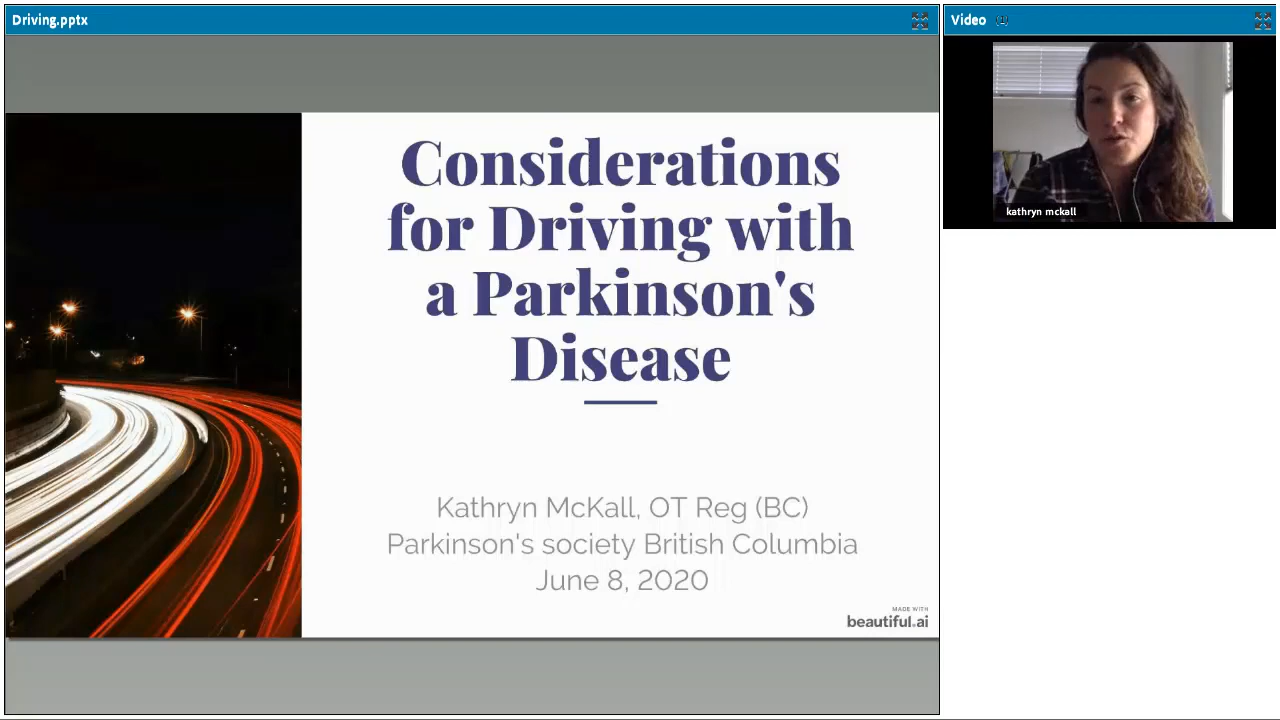 Driving.pptx
Video (1)
kathryn mckall
Considerations
for Driving with
a Parkinson's
Disease
Kathryn McKall, OT Reg (BC)
Parkinson's society British Columbia
June 8, 2020
MADE WITH
beautiful.ai